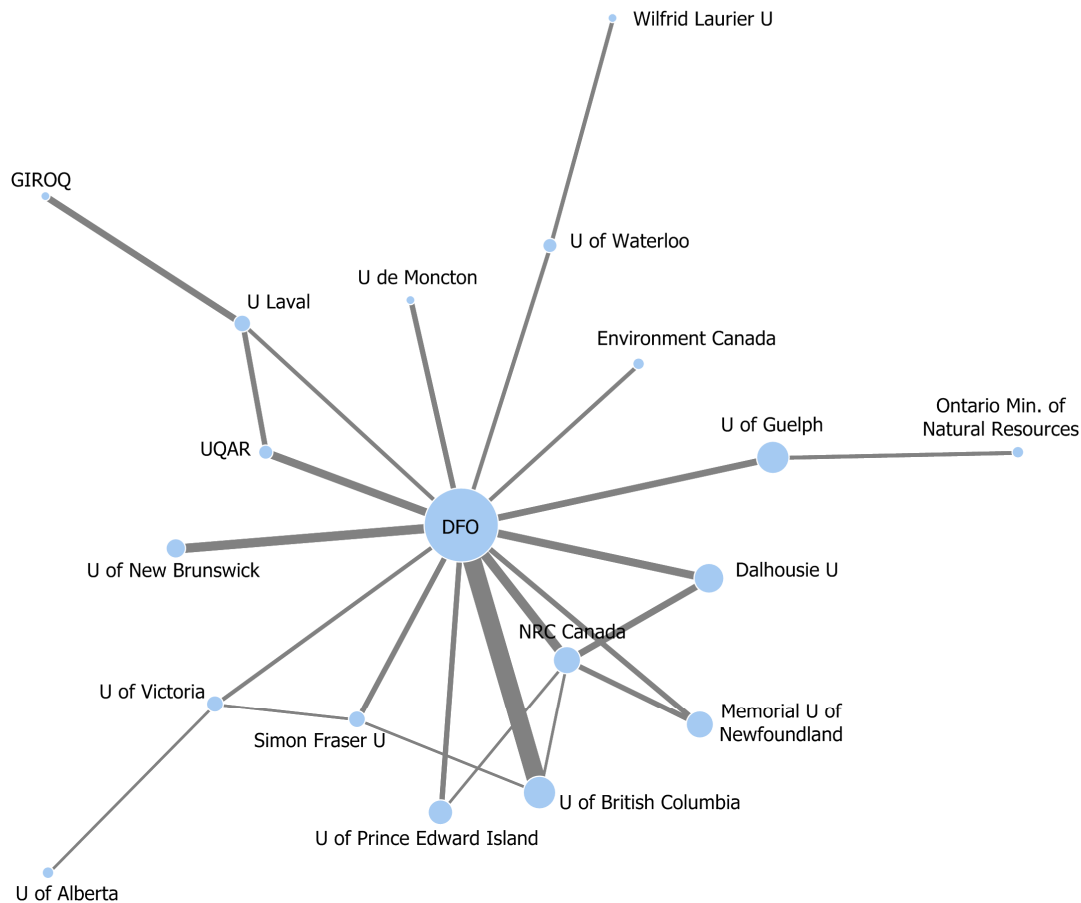 Wilfrid Laurier U
GIROQ
U of Waterloo
U de Moncton
U Laval
Environment Canada
Ontario Min. of
Natural Resources
U of Guelph
UQAR
DFO
U of New Brunswick
Dalhousie U
NRC Canada
U of Victoria
Memorial U of
Newfoundland
Simon Fraser U
U of British Columbia
U of Prince Edward Island
U of Alberta